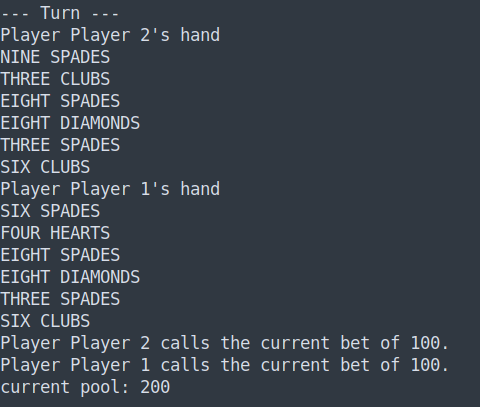 --- Turn ---
Player Player 2's hand
NINE SPADES
THREE CLUBS
EIGHT SPADES
EIGHT DIAMONDS
THREE SPADES
SIX CLUBS
Player Player 1's hand
SIX SPADES
FOUR HEARTS
EIGHT SPADES
EIGHT DIAMONDS
THREE SPADES
SIX CLUBS
Player Player 2 calls the current bet of 100.
Player Player 1 calls the current bet of 100.
current pool: 200